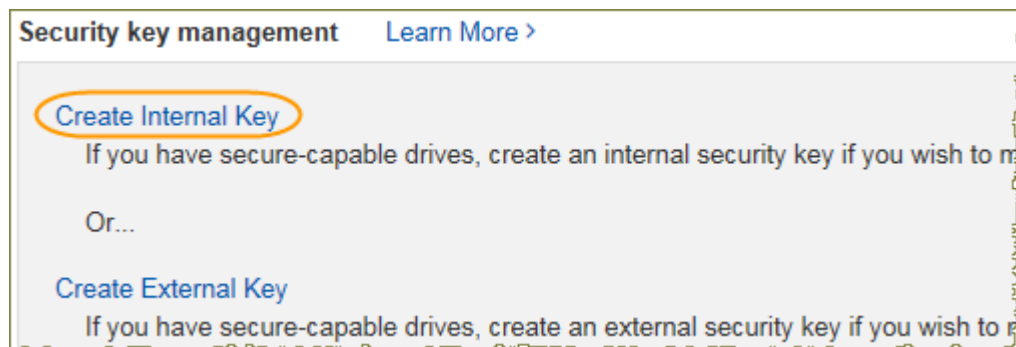 Security key management Learn More >
Create Internal Key
If you have secure-capable drives, create an internal security key if you wish to
Or...
Create External Key
If you have secure-capable drives, create an external security key if you wish to